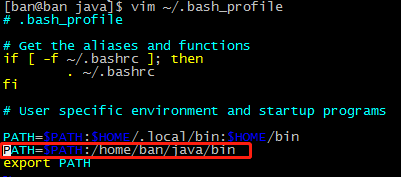 [ban@ban java]$ vim ~/.bash_profile
# .bash_profile
# Get the aliases and functions
if [ -f ~/.bashrc ]; then
. ~/.bashrc
fi
# User specific environment and startup programs
PATH=$PATH:$HOME/.local/bin:$HOME/bin
PATH=$PATH:/home/ban/java/bin
export PATH